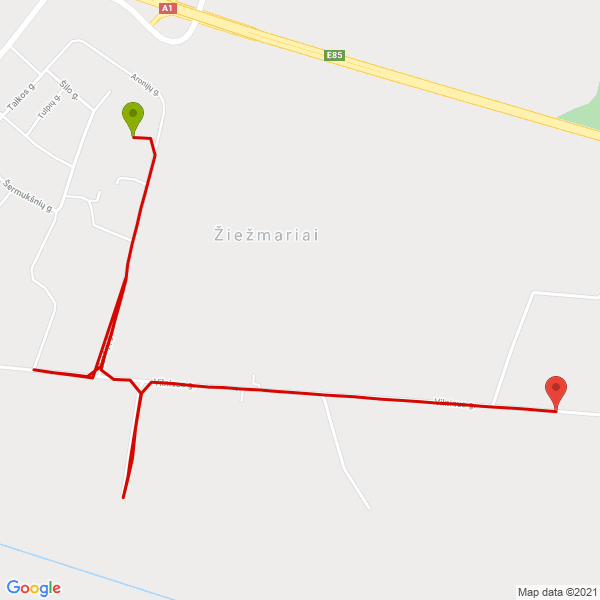 A1
E85
Aronijų g.
Šilo g.
Taikos g.
Tulpių g.
Šermukšnių g.
Žiežmariai
Vilniaus g.
Vilniaus g.
Google
Map data ©2021